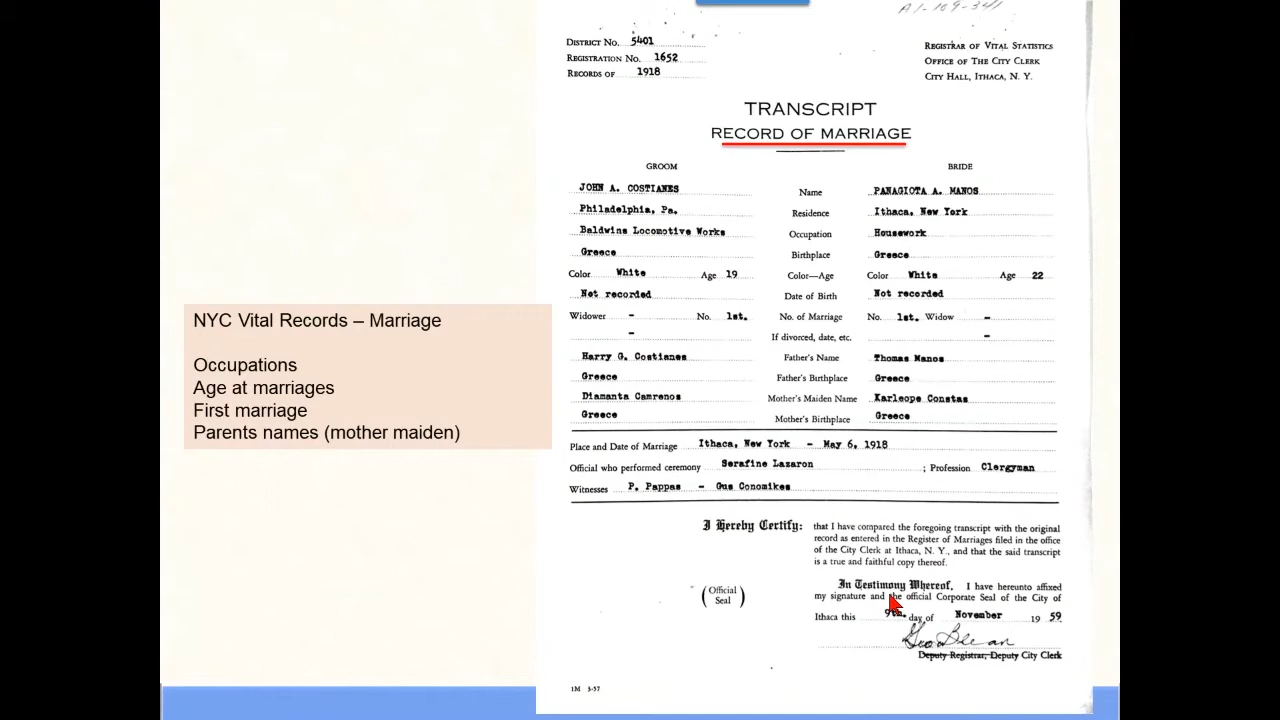 A1-109-341
DISTRICT No. 5401
REGISTRATION No. 1652
RECORDS OF 1918
REGISTRAR OF VITAL STATISTICS
OFFICE OF THE CITY CLERK
CITY HALL, ITHACA, N. Y.
TRANSCRIPT
RECORD OF MARRIAGE
GROOM BRIDE
JOHN A. COSTIANES Name PANAGIOTA A. MANOS
Philadelphia, Pa. Residence Ithaca, New York
Baldwins Locomotive Works Occupation Housework
Greece Birthplace Greece
Color White Age 19 Color—Age Color White Age 22
Not recorded Date of Birth Not recorded
Widower - No. 1st. No. of Marriage No. 1st. Widow -
- If divorced, date, etc. -
Harry G. Costianes Father's Name Thomas Manos
Greece Father's Birthplace Greece
Diamanta Camrenos Mother's Maiden Name Karleope Constas
Greece Mother's Birthplace Greece
Place and Date of Marriage Ithaca, New York - May 6, 1918
Official who performed ceremony Serafine Lazaron ; Profession Clergyman
Witnesses P. Pappas - Gus Conomikes
I Hereby Certify: that I have compared the foregoing transcript with the original
record as entered in the Register of Marriages filed in the office
of the City Clerk at Ithaca, N. Y., and that the said transcript
is a true and faithful copy thereof.
(Official Seal)
In Testimony Whereof, I have hereunto affixed
my signature and the official Corporate Seal of the City of
Ithaca this 9th. day of November 19 59
Deputy Registrar, Deputy City Clerk
1M 3-57
NYC Vital Records – Marriage
Occupations
Age at marriages
First marriage
Parents names (mother maiden)